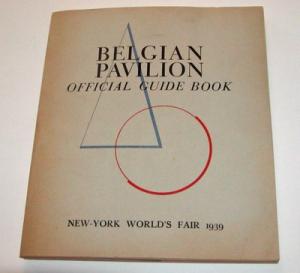 BELGIAN
PAVILION
OFFICIAL GUIDE BOOK
NEW-YORK WORLD'S FAIR 1939